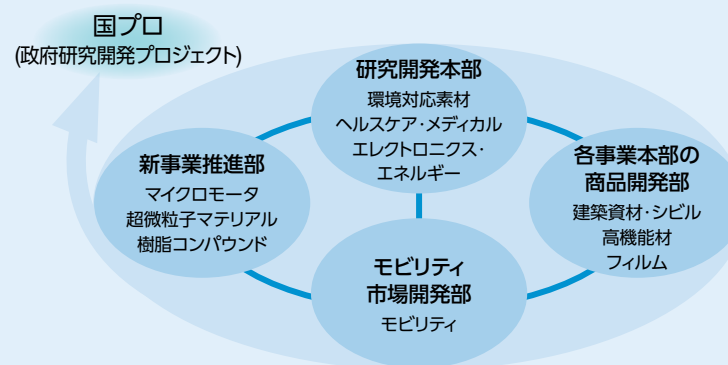 国プロ
(政府研究開発プロジェクト)
研究開発本部
環境対応素材
ヘルスケア・メディカル
エレクトロニクス・
エネルギー
新事業推進部
マイクロモータ
超微粒子マテリアル
樹脂コンパウンド
各事業本部の
商品開発部
建築資材・シビル
高機能材
フィルム
モビリティ
市場開発部
モビリティ